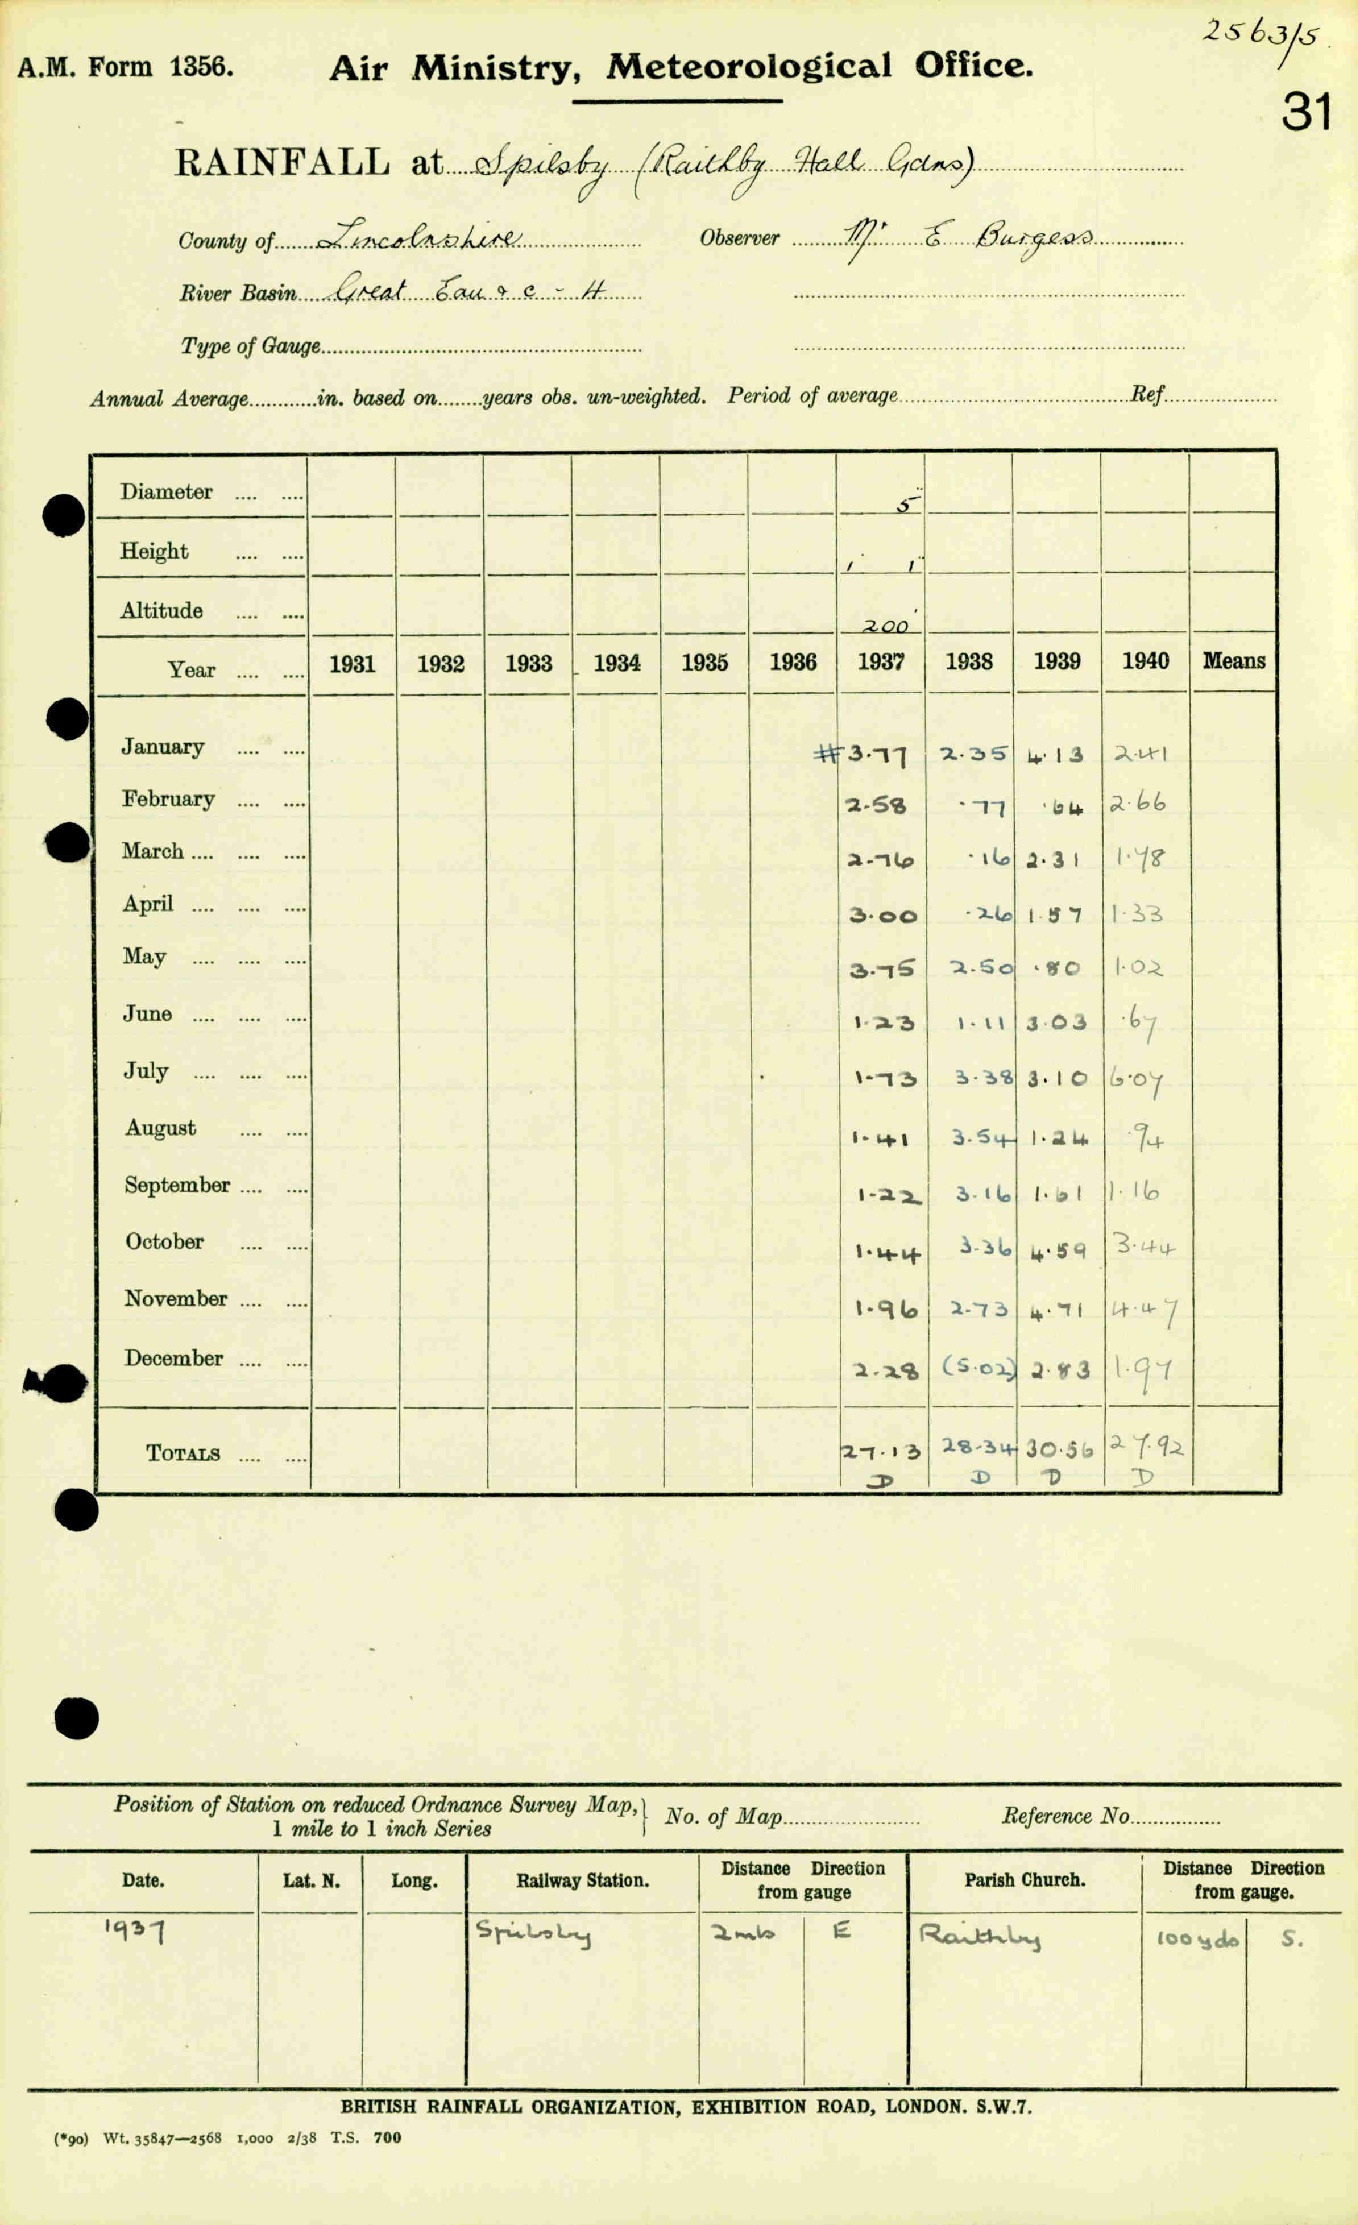 2563/5
A.M. Form 1356. Air Ministry, Meteorological Office.
31
RAINFALL at Spilsby (Raithby Hall Gdns)
County of Lincolnshire Observer Mr E Burgess
River Basin Great Eau & c - H
Type of Gauge
Annual Average in. based on years obs. un-weighted. Period of average Ref.
Diameter 5"
Height 1' 1"
Altitude 200'
Year 1931 1932 1933 1934 1935 1936 1937 1938 1939 1940 Means
January #3.77 2.35 4.13 2.41
February 2.58 .77 .64 2.66
March 2.76 .16 2.31 1.78
April 3.00 .26 1.57 1.33
May 3.75 2.50 .80 1.02
June 1.23 1.11 3.03 .67
July 1.73 3.38 3.10 6.07
August 1.41 3.54 1.24 .94
September 1.22 3.16 1.61 1.16
October 1.44 3.36 4.59 3.44
November 1.96 2.73 4.71 4.47
December 2.28 (5.02) 2.83 1.97
TOTALS 27.13 28.34 30.56 27.92
D D D D
Position of Station on reduced Ordnance Survey Map, } No. of Map Reference No.
1 mile to 1 inch Series
Date. Lat. N. Long. Railway Station. Distance Direction from gauge Parish Church. Distance Direction from gauge.
1937 Spilsby 2 mls E Raithby 100 yds S.
BRITISH RAINFALL ORGANIZATION, EXHIBITION ROAD, LONDON. S.W.7.
(*90) Wt. 35847—2568 1,000 2/38 T.S. 700